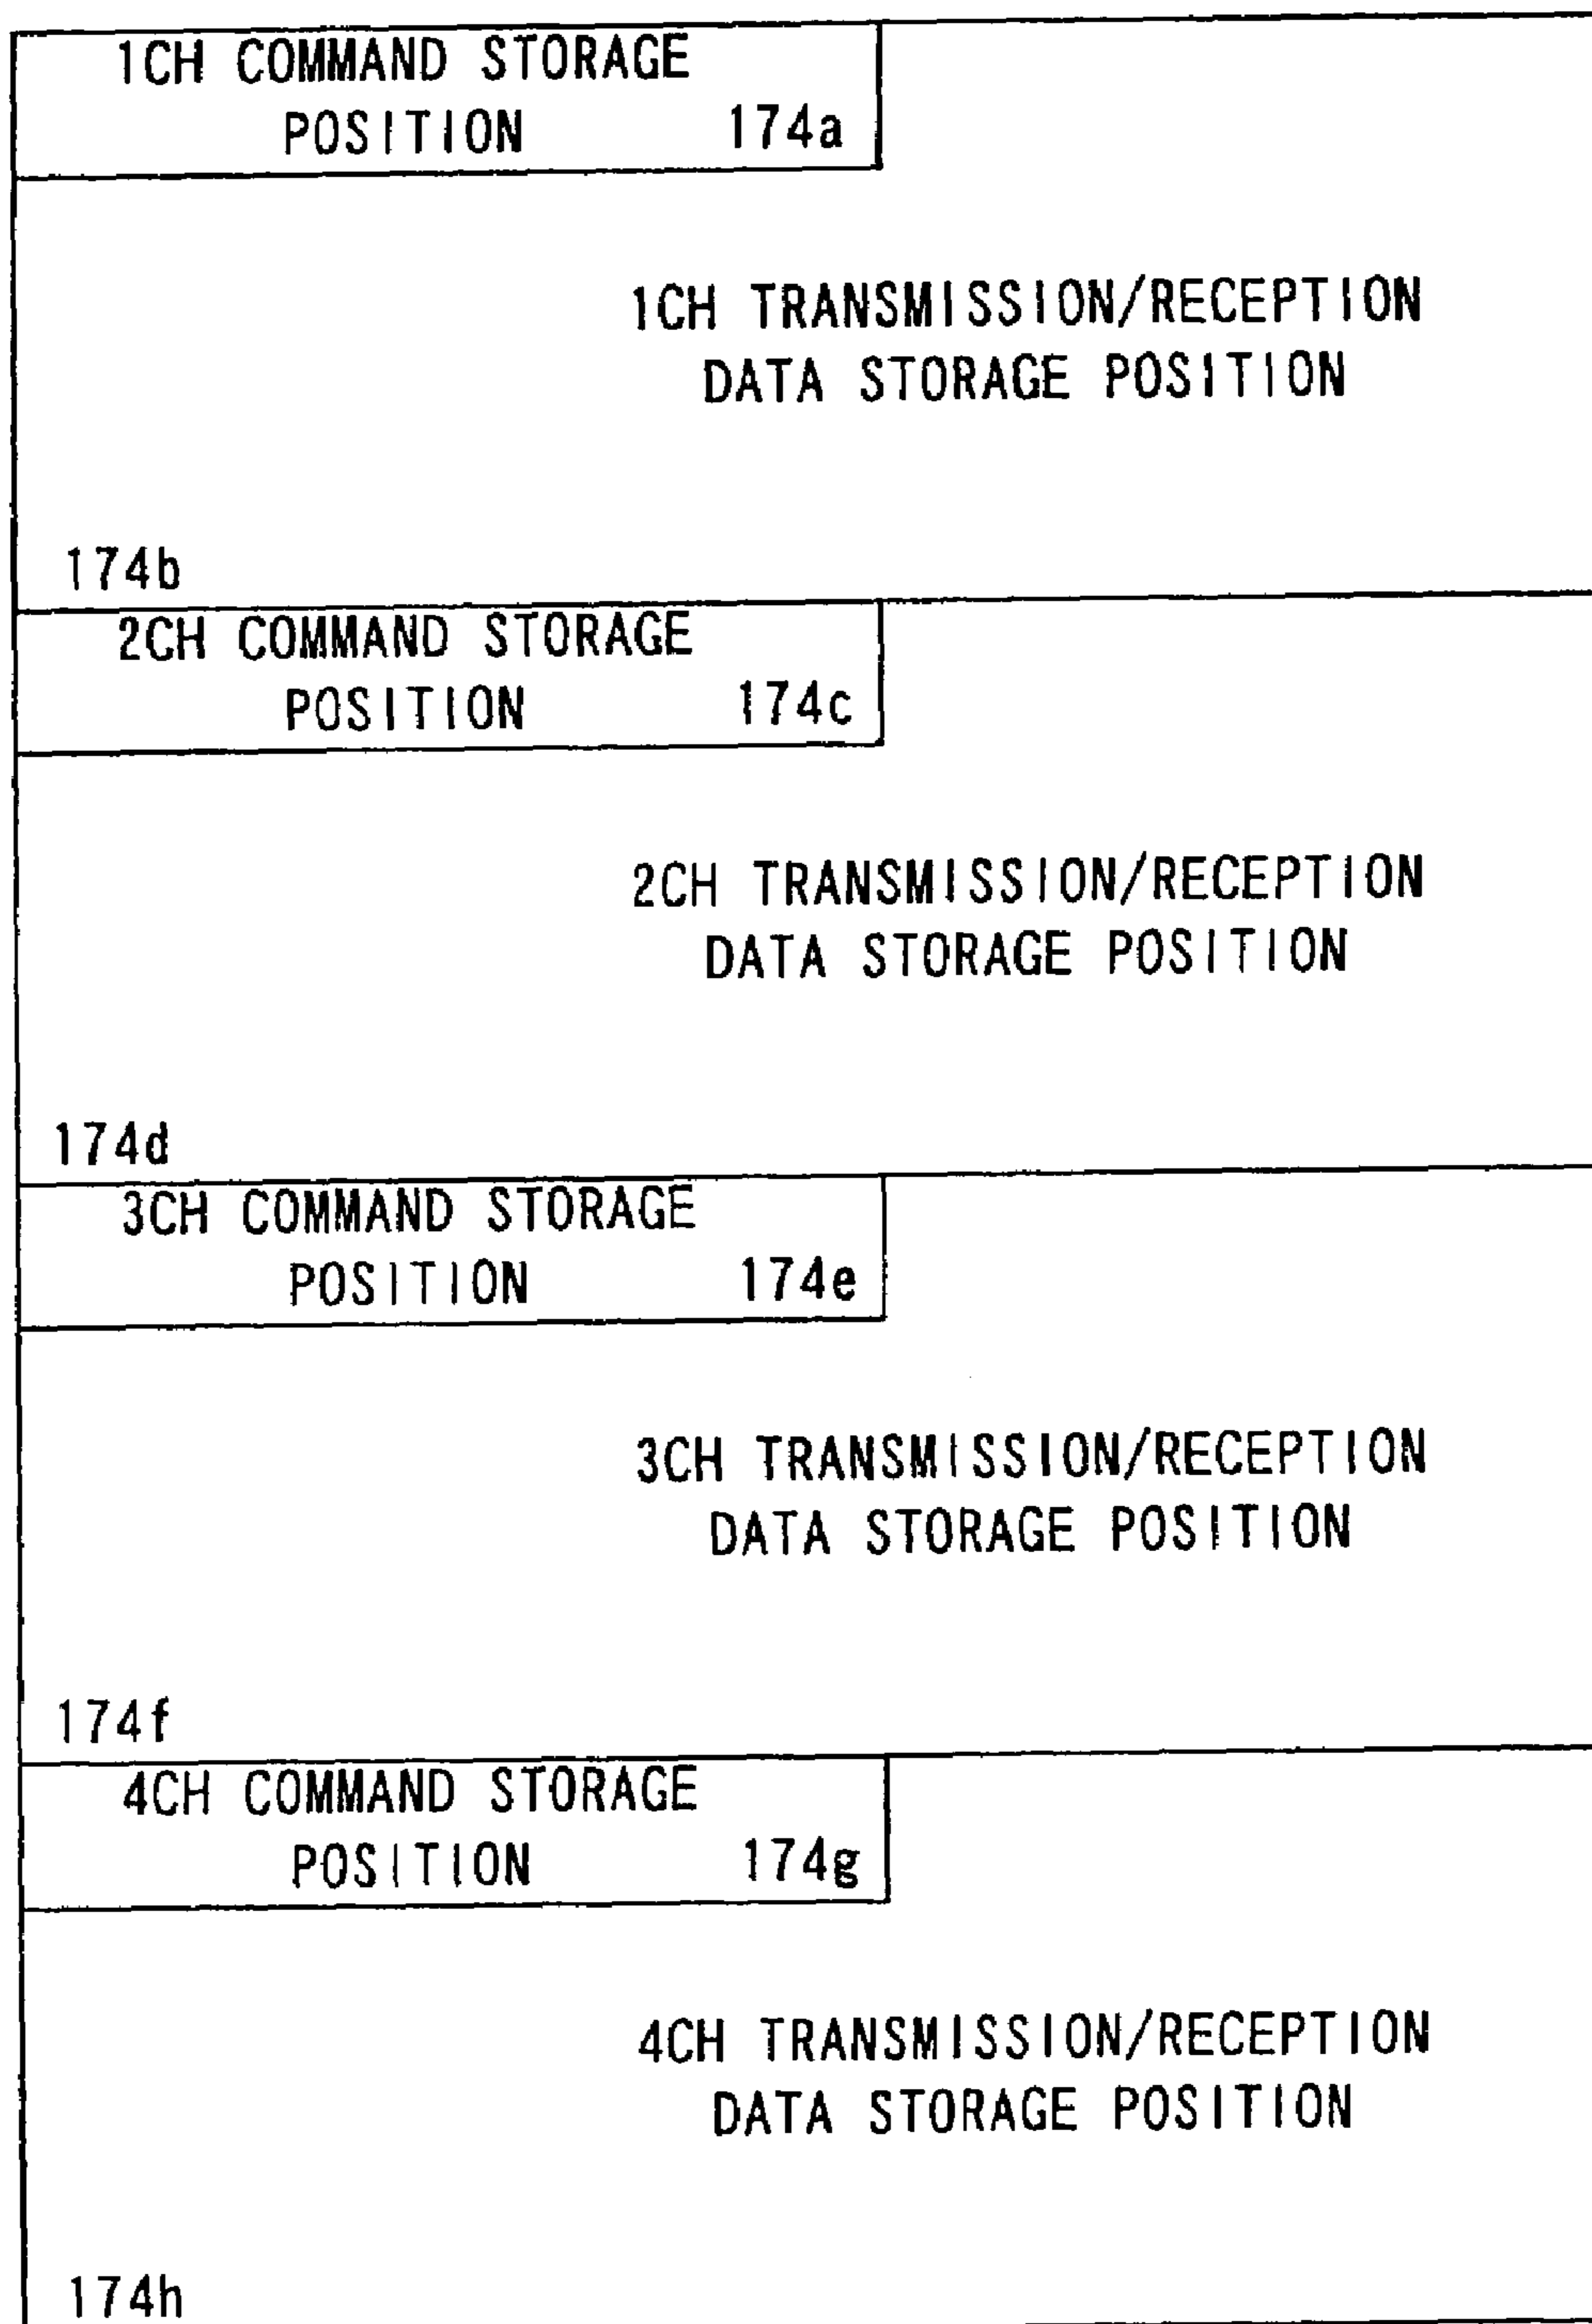 1CH COMMAND STORAGE
POSITION 174a
1CH TRANSMISSION/RECEPTION
DATA STORAGE POSITION
174b
2CH COMMAND STORAGE
POSITION 174c
2CH TRANSMISSION/RECEPTION
DATA STORAGE POSITION
174d
3CH COMMAND STORAGE
POSITION 174e
3CH TRANSMISSION/RECEPTION
DATA STORAGE POSITION
174f
4CH COMMAND STORAGE
POSITION 174g
4CH TRANSMISSION/RECEPTION
DATA STORAGE POSITION
174h